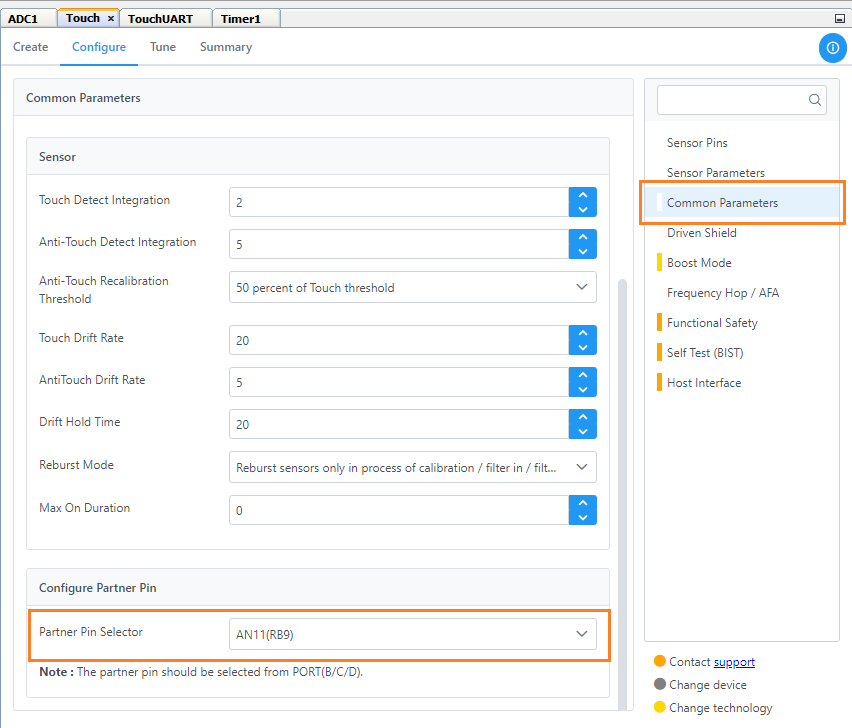 ADC1 Touch × TouchUART Timer1
Create Configure Tune Summary
Common Parameters
Sensor
Touch Detect Integration 2
Anti-Touch Detect Integration 5
Anti-Touch Recalibration
Threshold
50 percent of Touch threshold
Touch Drift Rate 20
AntiTouch Drift Rate 5
Drift Hold Time 20
Reburst Mode Reburst sensors only in process of calibration / filter in / filt...
Max On Duration 0
Configure Partner Pin
Partner Pin Selector AN11(RB9)
Note : The partner pin should be selected from PORT(B/C/D).
Sensor Pins
Sensor Parameters
Common Parameters
Driven Shield
Boost Mode
Frequency Hop / AFA
Functional Safety
Self Test (BIST)
Host Interface
Contact support
Change device
Change technology